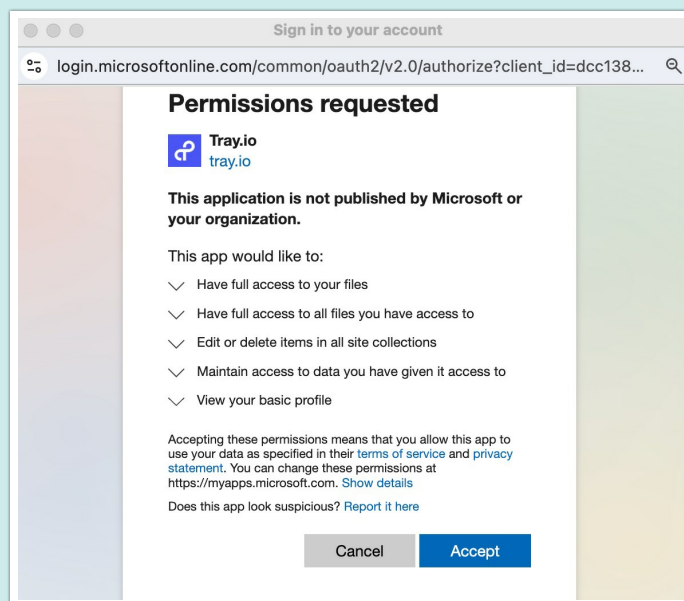 Sign in to your account
login.microsoftonline.com/common/oauth2/v2.0/authorize?client_id=dcc138...
Permissions requested
Tray.io
tray.io
This application is not published by Microsoft or
your organization.
This app would like to:
Have full access to your files
Have full access to all files you have access to
Edit or delete items in all site collections
Maintain access to data you have given it access to
View your basic profile
Accepting these permissions means that you allow this app to
use your data as specified in their terms of service and privacy
statement. You can change these permissions at
https://myapps.microsoft.com. Show details
Does this app look suspicious? Report it here
Cancel
Accept